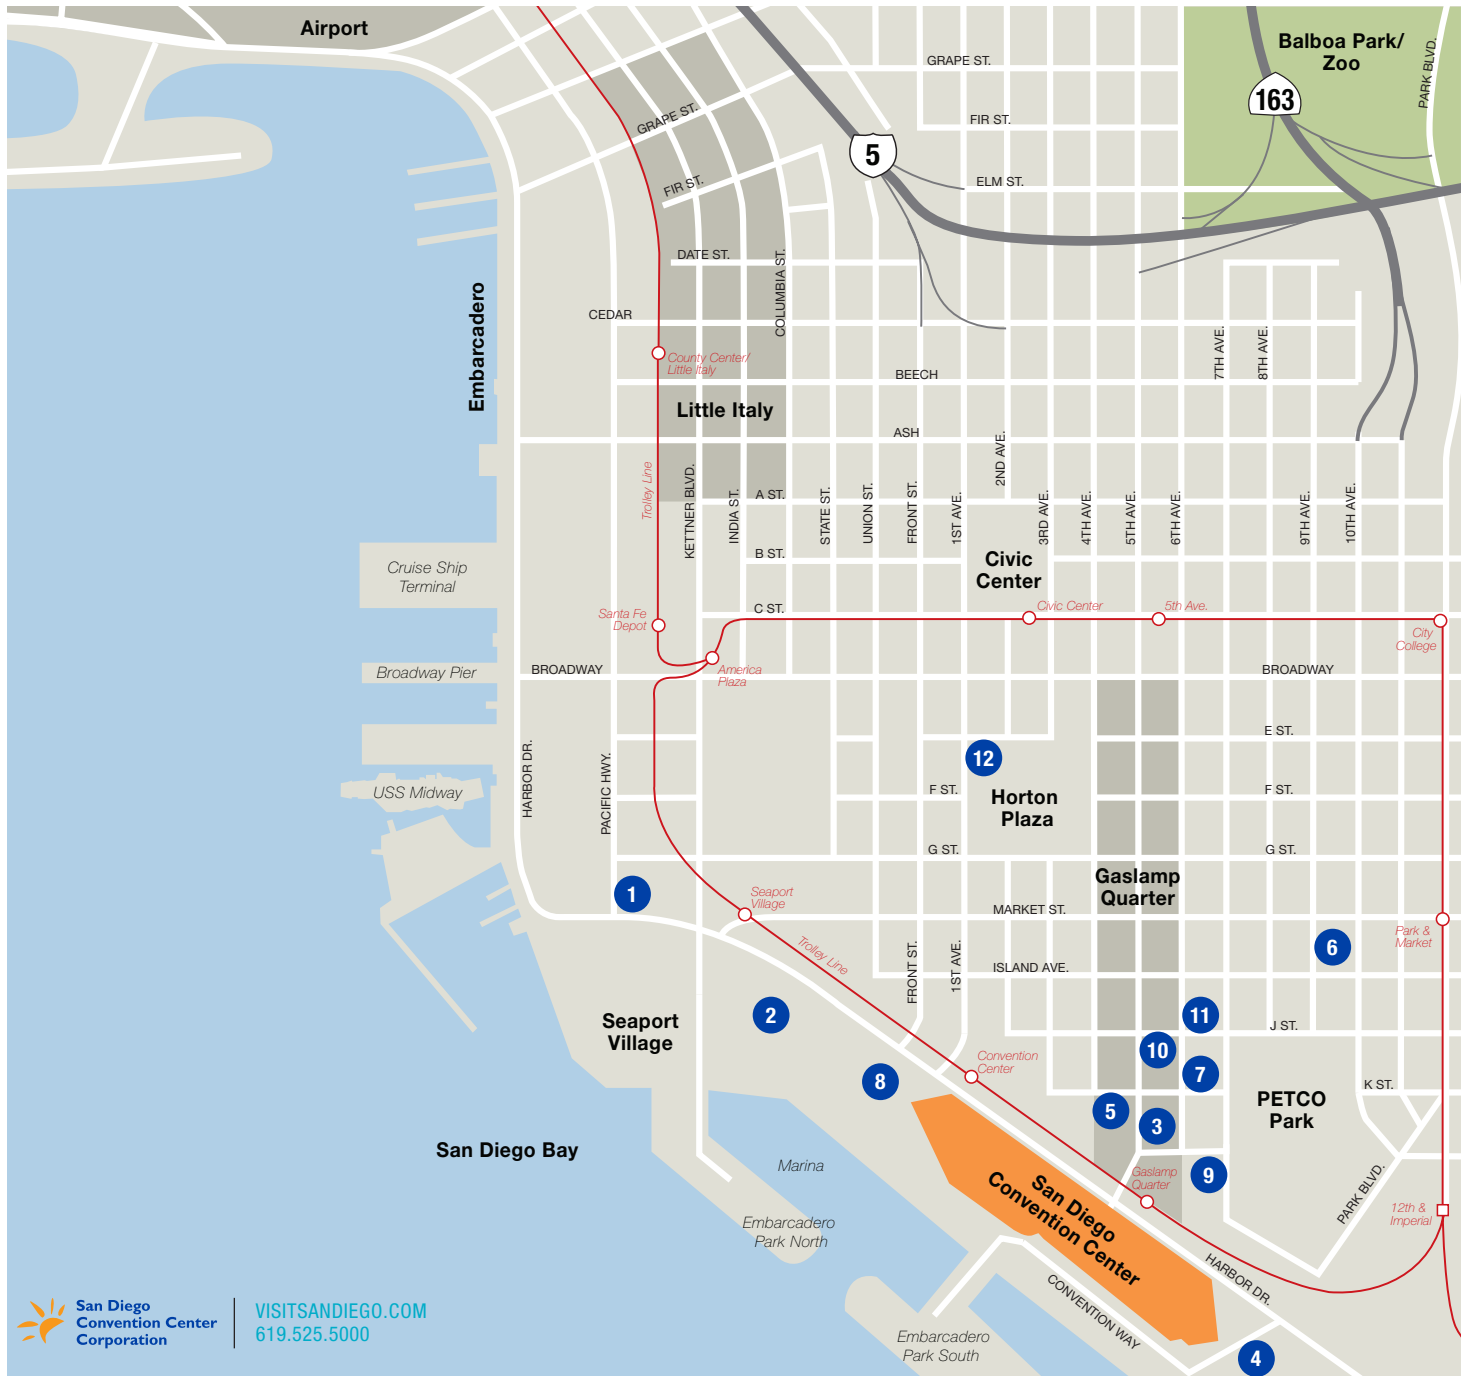 Airport
Balboa Park/
Zoo
PARK BLVD.
GRAPE ST.
163
GRAPE ST.
FIR ST.
5
FIR ST.
ELM ST.
DATE ST.
COLUMBIA ST.
Embarcadero
CEDAR
7TH AVE.
8TH AVE.
County Center/
Little Italy
BEECH
Little Italy
ASH
2ND AVE.
Trolley Line
KETTNER BLVD.
INDIA ST.
A ST.
STATE ST.
UNION ST.
FRONT ST.
1ST AVE.
3RD AVE.
4TH AVE.
5TH AVE.
6TH AVE.
9TH AVE.
10TH AVE.
B ST.
Civic
Center
Cruise Ship
Terminal
C ST.
Civic Center
5th Ave.
Santa Fe
Depot
City
College
Broadway Pier
BROADWAY
America
Plaza
BROADWAY
E ST.
HARBOR DR.
PACIFIC HWY.
12
USS Midway
F ST.
Horton
Plaza
F ST.
G ST.
G ST.
Gaslamp
Quarter
1
Seaport
Village
MARKET ST.
Park &
Market
6
Trolley Line
FRONT ST.
1ST AVE.
ISLAND AVE.
Seaport
Village
2
11
J ST.
10
Convention
Center
7
8
K ST.
5
3
PETCO
Park
San Diego Bay
Marina
Gaslamp
Quarter
9
San Diego
Convention Center
PARK BLVD.
12th &
Imperial
Embarcadero
Park North
HARBOR DR.
CONVENTION WAY
Embarcadero
Park South
4
San Diego
Convention Center
Corporation
VISITSANDIEGO.COM
619.525.5000